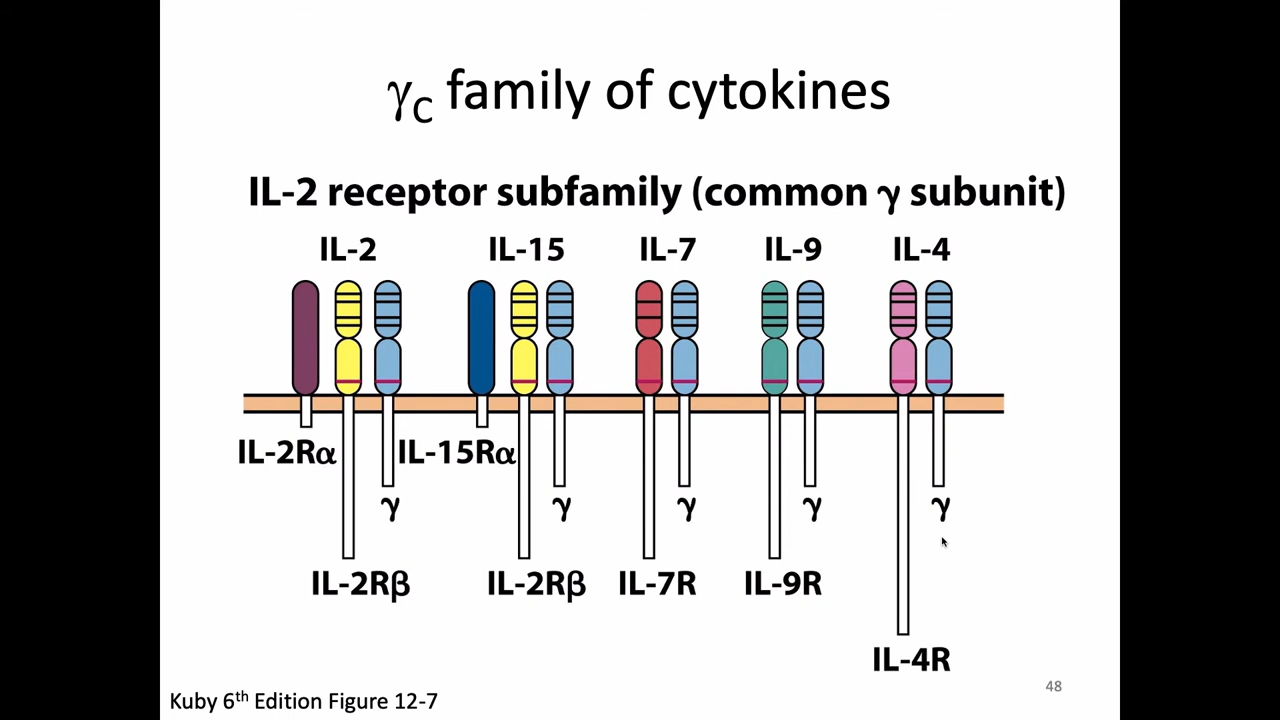 γC family of cytokines
IL-2 receptor subfamily (common γ subunit)
IL-2 IL-15 IL-7 IL-9 IL-4
IL-2Rα IL-15Rα
γ γ γ γ γ
IL-2Rβ IL-2Rβ IL-7R IL-9R
IL-4R
Kuby 6th Edition Figure 12-7
48